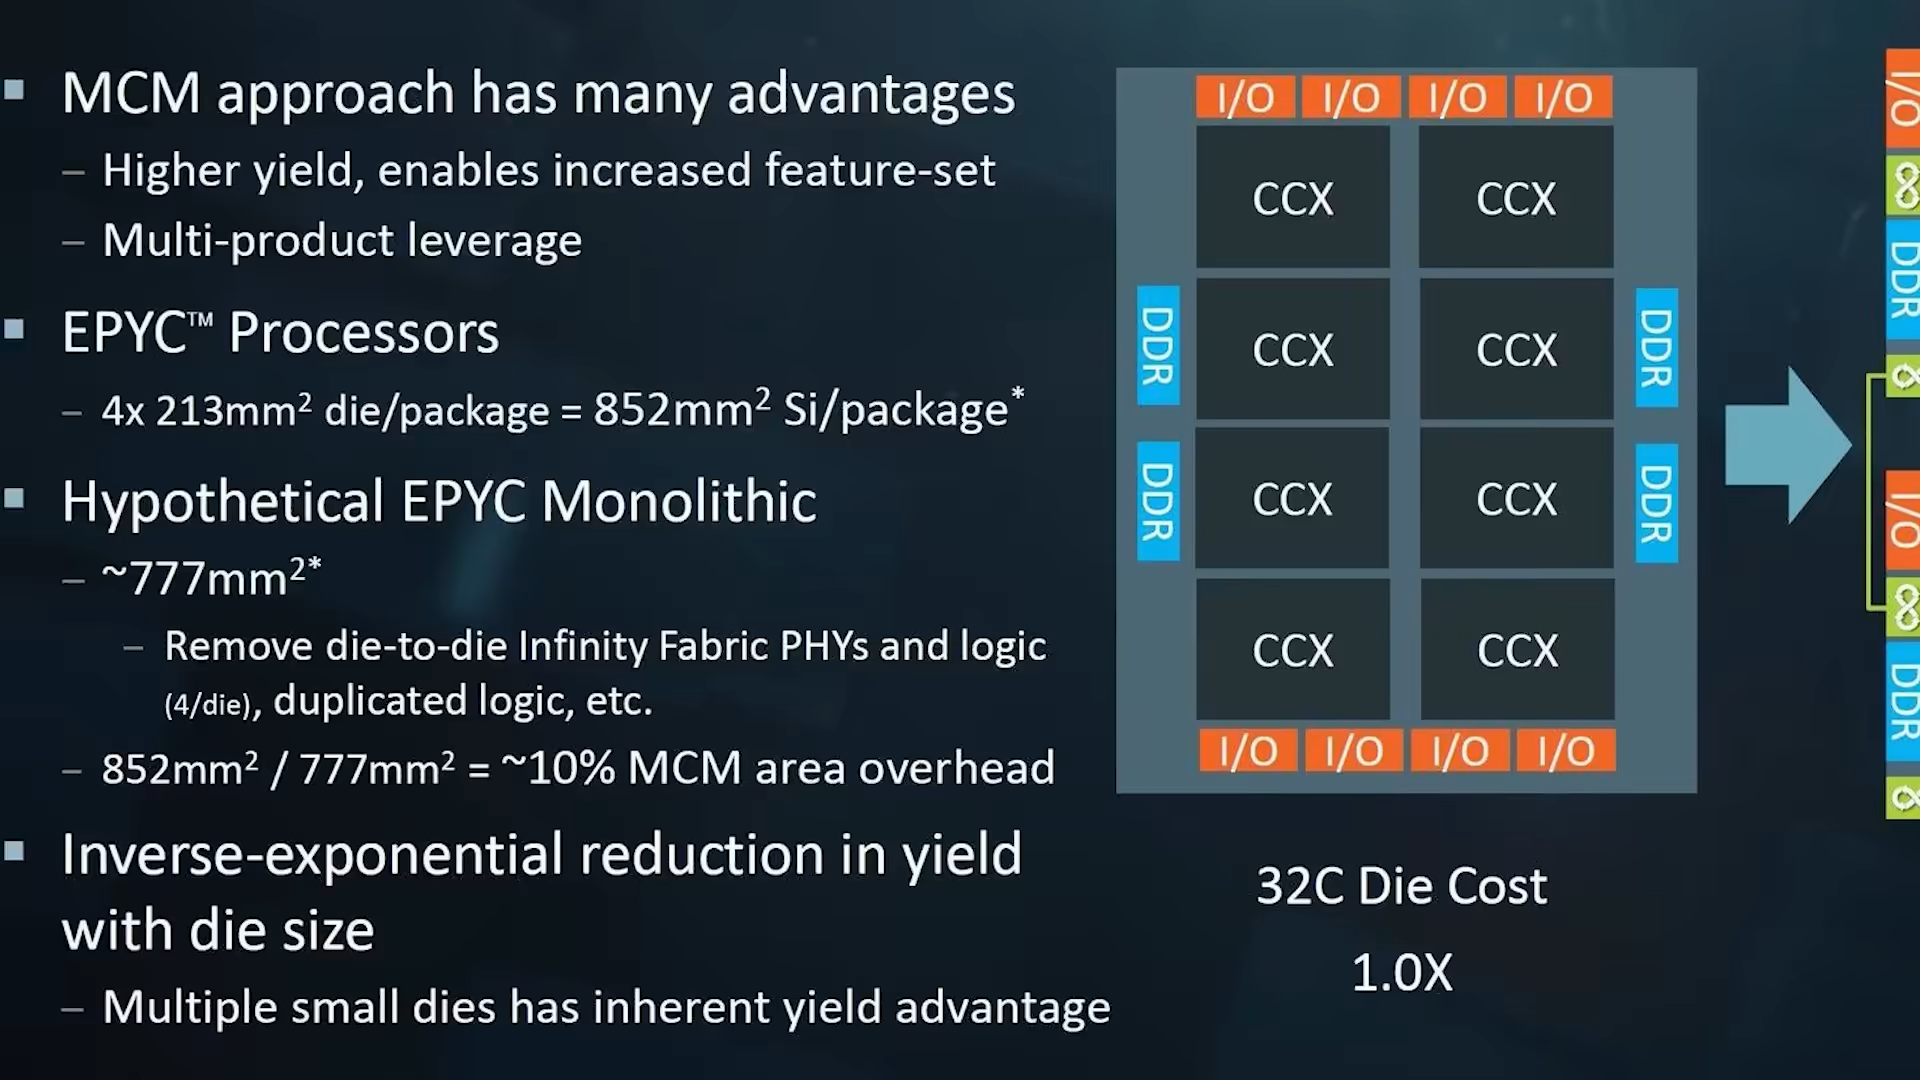 MCM approach has many advantages
– Higher yield, enables increased feature-set
– Multi-product leverage
EPYC™ Processors
– 4x 213mm² die/package = 852mm² Si/package*
Hypothetical EPYC Monolithic
– ~777mm²*
– Remove die-to-die Infinity Fabric PHYs and logic
(4/die), duplicated logic, etc.
– 852mm² / 777mm² = ~10% MCM area overhead
Inverse-exponential reduction in yield
with die size
– Multiple small dies has inherent yield advantage
I/O I/O I/O I/O
CCX CCX
DDR CCX CCX DDR
DDR CCX CCX DDR
CCX CCX
I/O I/O I/O I/O
32C Die Cost
1.0X
I/O
∞
DDR
∞
I/O
∞
DDR
∞